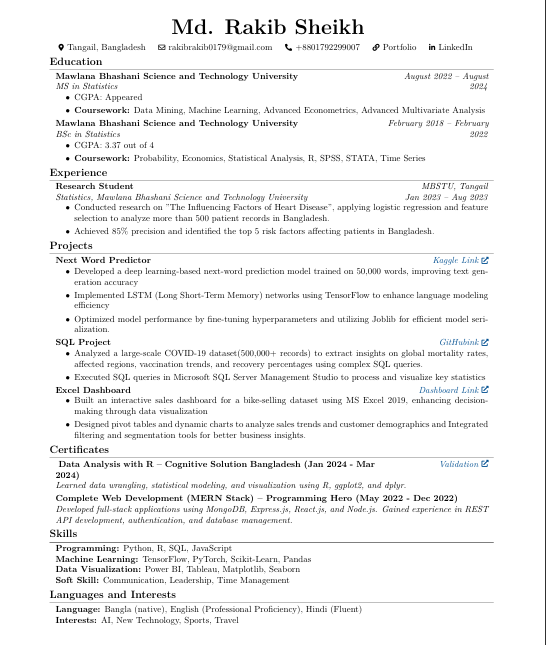 Md. Rakib Sheikh
Tangail, Bangladesh rakibrakib0179@gmail.com +8801792299007 Portfolio LinkedIn
Education
Mawlana Bhashani Science and Technology University August 2022 – August
MS in Statistics 2024
• CGPA: Appeared
• Coursework: Data Mining, Machine Learning, Advanced Econometrics, Advanced Multivariate Analysis
Mawlana Bhashani Science and Technology University February 2018 – February
BSc in Statistics 2022
• CGPA: 3.37 out of 4
• Coursework: Probability, Economics, Statistical Analysis, R, SPSS, STATA, Time Series
Experience
Research Student MBSTU, Tangail
Statistics, Mawlana Bhashani Science and Technology University Jan 2023 – Aug 2023
• Conducted research on "The Influencing Factors of Heart Disease", applying logistic regression and feature
selection to analyze more than 500 patient records in Bangladesh.
• Achieved 85% precision and identified the top 5 risk factors affecting patients in Bangladesh.
Projects
Next Word Predictor Kaggle Link
• Developed a deep learning-based next-word prediction model trained on 50,000 words, improving text gen-
eration accuracy
• Implemented LSTM (Long Short-Term Memory) networks using TensorFlow to enhance language modeling
efficiency
• Optimized model performance by fine-tuning hyperparameters and utilizing Joblib for efficient model seri-
alization.
SQL Project GitHubink
• Analyzed a large-scale COVID-19 dataset(500,000+ records) to extract insights on global mortality rates,
affected regions, vaccination trends, and recovery percentages using complex SQL queries.
• Executed SQL queries in Microsoft SQL Server Management Studio to process and visualize key statistics
Excel Dashboard Dashboard Link
• Built an interactive sales dashboard for a bike-selling dataset using MS Excel 2019, enhancing decision-
making through data visualization
• Designed pivot tables and dynamic charts to analyze sales trends and customer demographics and Integrated
filtering and segmentation tools for better business insights.
Certificates
Data Analysis with R – Cognitive Solution Bangladesh (Jan 2024 - Mar Validation
2024)
Learned data wrangling, statistical modeling, and visualization using R, ggplot2, and dplyr.
Complete Web Development (MERN Stack) – Programming Hero (May 2022 - Dec 2022)
Developed full-stack applications using MongoDB, Express.js, React.js, and Node.js. Gained experience in REST
API development, authentication, and database management.
Skills
Programming: Python, R, SQL, JavaScript
Machine Learning: TensorFlow, PyTorch, Scikit-Learn, Pandas
Data Visualization: Power BI, Tableau, Matplotlib, Seaborn
Soft Skill: Communication, Leadership, Time Management
Languages and Interests
Language: Bangla (native), English (Professional Proficiency), Hindi (Fluent)
Interests: AI, New Technology, Sports, Travel